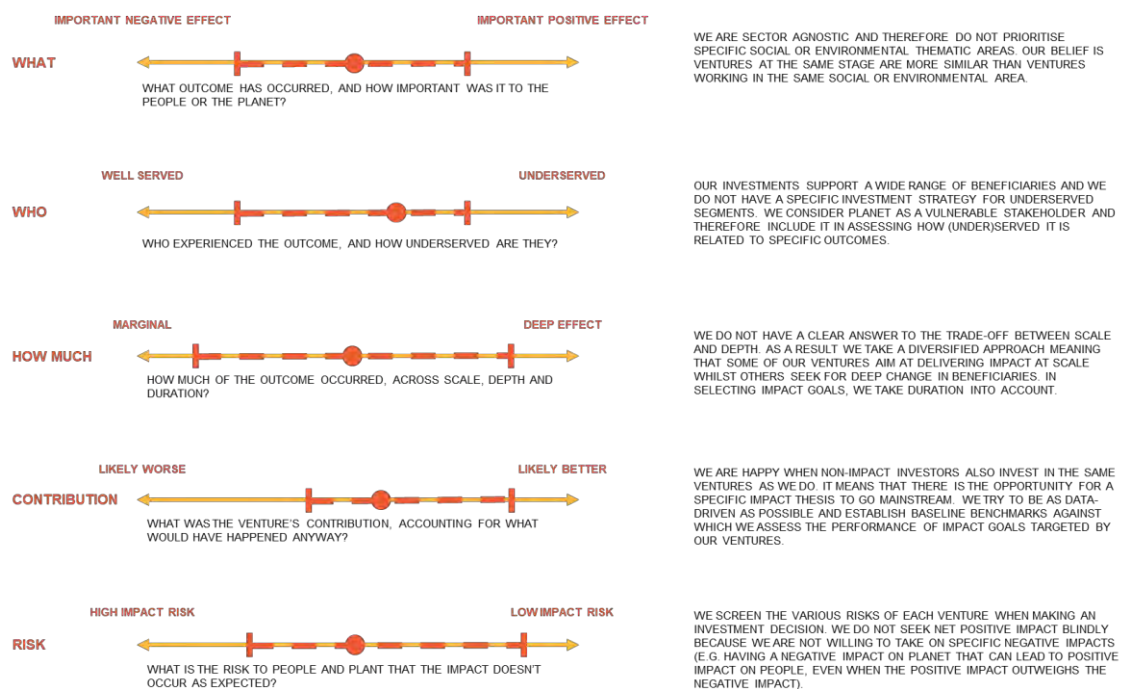 IMPORTANT NEGATIVE EFFECT
IMPORTANT POSITIVE EFFECT
WHAT
WHAT OUTCOME HAS OCCURRED, AND HOW IMPORTANT WAS IT TO THE
PEOPLE OR THE PLANET?
WE ARE SECTOR AGNOSTIC AND THEREFORE DO NOT PRIORITISE
SPECIFIC SOCIAL OR ENVIRONMENTAL THEMATIC AREAS. OUR BELIEF IS
VENTURES AT THE SAME STAGE ARE MORE SIMILAR THAN VENTURES
WORKING IN THE SAME SOCIAL OR ENVIRONMENTAL AREA.
WELL SERVED
UNDERSERVED
WHO
WHO EXPERIENCED THE OUTCOME, AND HOW UNDERSERVED ARE THEY?
OUR INVESTMENTS SUPPORT A WIDE RANGE OF BENEFICIARIES AND WE
DO NOT HAVE A SPECIFIC INVESTMENT STRATEGY FOR UNDERSERVED
SEGMENTS. WE CONSIDER PLANET AS A VULNERABLE STAKEHOLDER AND
THEREFORE INCLUDE IT IN ASSESSING HOW (UNDER)SERVED IT IS
RELATED TO SPECIFIC OUTCOMES.
MARGINAL
DEEP EFFECT
HOW MUCH
HOW MUCH OF THE OUTCOME OCCURRED, ACROSS SCALE, DEPTH AND
DURATION?
WE DO NOT HAVE A CLEAR ANSWER TO THE TRADE-OFF BETWEEN SCALE
AND DEPTH. AS A RESULT WE TAKE A DIVERSIFIED APPROACH MEANING
THAT SOME OF OUR VENTURES AIM AT DELIVERING IMPACT AT SCALE
WHILST OTHERS SEEK FOR DEEP CHANGE IN BENEFICIARIES. IN
SELECTING IMPACT GOALS, WE TAKE DURATION INTO ACCOUNT.
LIKELY WORSE
LIKELY BETTER
CONTRIBUTION
WHAT WAS THE VENTURE'S CONTRIBUTION, ACCOUNTING FOR WHAT
WOULD HAVE HAPPENED ANYWAY?
WE ARE HAPPY WHEN NON-IMPACT INVESTORS ALSO INVEST IN THE SAME
VENTURES AS WE DO. IT MEANS THAT THERE IS THE OPPORTUNITY FOR A
SPECIFIC IMPACT THESIS TO GO MAINSTREAM. WE TRY TO BE AS DATA-
DRIVEN AS POSSIBLE AND ESTABLISH BASELINE BENCHMARKS AGAINST
WHICH WE ASSESS THE PERFORMANCE OF IMPACT GOALS TARGETED BY
OUR VENTURES.
HIGH IMPACT RISK
LOW IMPACT RISK
RISK
WHAT IS THE RISK TO PEOPLE AND PLANT THAT THE IMPACT DOESN'T
OCCUR AS EXPECTED?
WE SCREEN THE VARIOUS RISKS OF EACH VENTURE WHEN MAKING AN
INVESTMENT DECISION. WE DO NOT SEEK NET POSITIVE IMPACT BLINDLY
BECAUSE WE ARE NOT WILLING TO TAKE ON SPECIFIC NEGATIVE IMPACTS
(E.G. HAVING A NEGATIVE IMPACT ON PLANET THAT CAN LEAD TO POSITIVE
IMPACT ON PEOPLE, EVEN WHEN THE POSITIVE IMPACT OUTWEIGHS THE
NEGATIVE IMPACT).